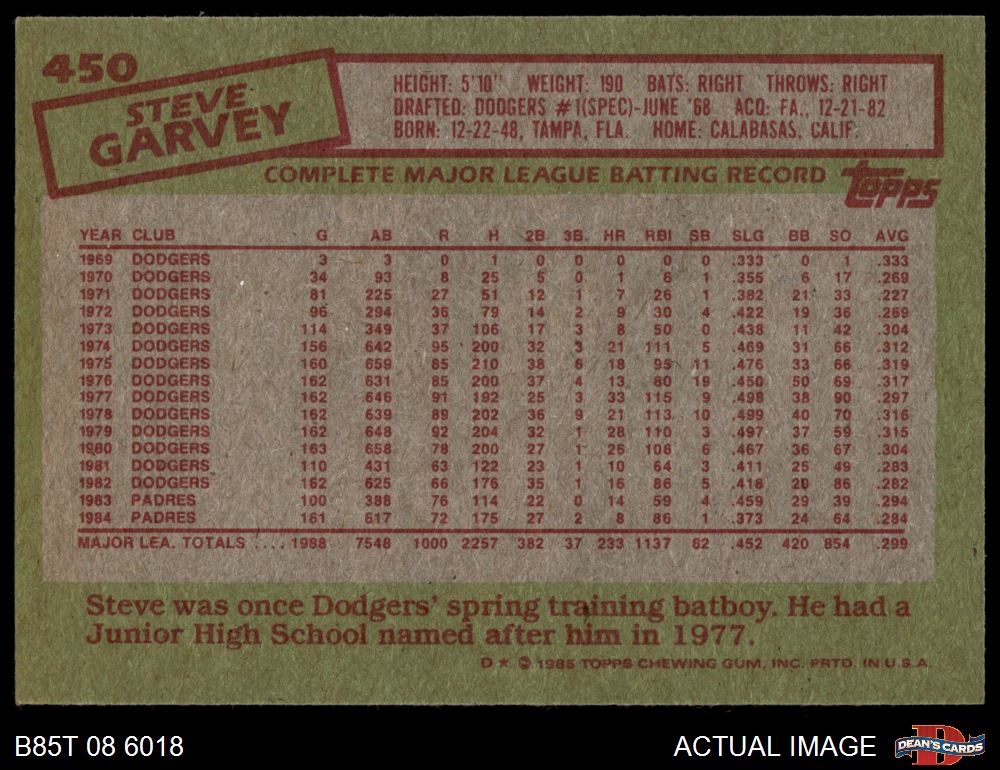 450
STEVE
GARVEY
HEIGHT: 5'10" WEIGHT: 190 BATS: RIGHT THROWS: RIGHT
DRAFTED: DODGERS #1(SPEC)-JUNE '68 ACQ: FA., 12-21-82
BORN: 12-22-48, TAMPA, FLA. HOME: CALABASAS, CALIF.
COMPLETE MAJOR LEAGUE BATTING RECORD
TOPPS
YEAR CLUB G AB R H 2B 3B. HR RBI SB SLG BB SO AVG
1969 DODGERS 3 3 0 1 0 0 0 0 0 .333 0 1 .333
1970 DODGERS 34 93 8 25 5 0 1 6 1 .355 6 17 .269
1971 DODGERS 81 225 27 51 12 1 7 26 1 .382 21 33 .227
1972 DODGERS 96 294 36 79 14 2 9 30 4 .422 19 36 .269
1973 DODGERS 114 349 37 106 17 3 8 50 0 .438 11 42 .304
1974 DODGERS 156 642 95 200 32 3 21 111 5 .469 31 66 .312
1975 DODGERS 160 659 85 210 38 6 18 95 11 .476 33 66 .319
1976 DODGERS 162 631 85 200 37 4 13 80 19 .450 50 69 .317
1977 DODGERS 162 646 91 192 25 3 33 115 9 .498 38 90 .297
1978 DODGERS 162 639 89 202 36 9 21 113 10 .499 40 70 .316
1979 DODGERS 162 648 92 204 32 1 28 110 3 .497 37 59 .315
1980 DODGERS 163 658 78 200 27 1 26 106 6 .467 36 67 .304
1981 DODGERS 110 431 63 122 23 1 10 64 3 .411 25 49 .283
1982 DODGERS 162 625 66 176 35 1 16 86 5 .418 20 86 .282
1983 PADRES 100 388 76 114 22 0 14 59 4 .459 29 39 .294
1984 PADRES 161 617 72 175 27 2 8 86 1 .373 24 64 .284
MAJOR LEA. TOTALS .... 1988 7548 1000 2257 382 37 233 1137 82 .452 420 854 .299
Steve was once Dodgers' spring training batboy. He had a
Junior High School named after him in 1977.
D * © 1985 TOPPS CHEWING GUM, INC. PRTD. IN U.S.A.
B85T 08 6018
ACTUAL IMAGE
DEAN'S CARDS